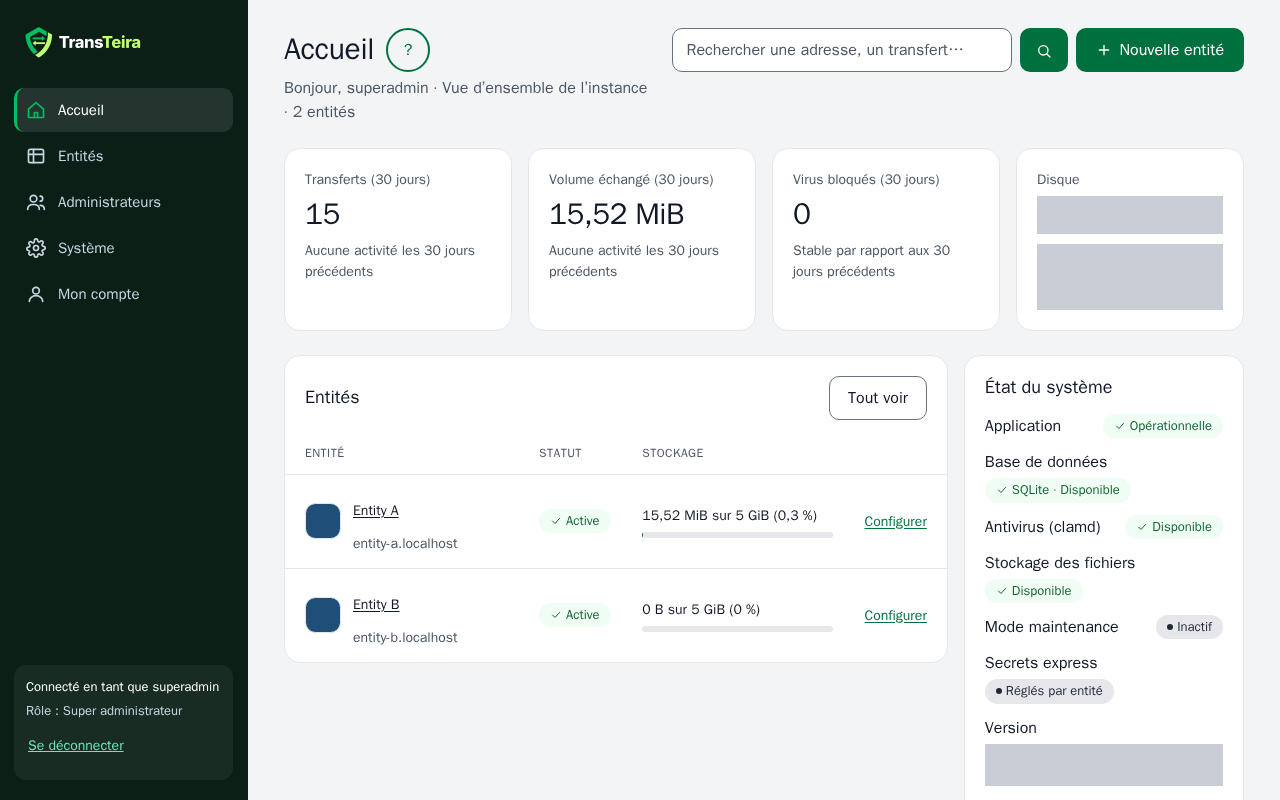 TransTeira
Accueil
Entités
Administrateurs
Système
Mon compte
Connecté en tant que superadmin
Rôle : Super administrateur
Se déconnecter
Accueil
?
Bonjour, superadmin · Vue d'ensemble de l'instance
· 2 entités
Rechercher une adresse, un transfert…
Nouvelle entité
Transferts (30 jours)
15
Aucune activité les 30 jours
précédents
Volume échangé (30 jours)
15,52 MiB
Aucune activité les 30 jours
précédents
Virus bloqués (30 jours)
0
Stable par rapport aux 30
jours précédents
Disque
Entités
Tout voir
ENTITÉ
STATUT
STOCKAGE
Entity A
entity-a.localhost
Active
15,52 MiB sur 5 GiB (0,3 %)
Configurer
Entity B
entity-b.localhost
Active
0 B sur 5 GiB (0 %)
Configurer
État du système
Application
Opérationnelle
Base de données
SQLite · Disponible
Antivirus (clamd)
Disponible
Stockage des fichiers
Disponible
Mode maintenance
Inactif
Secrets express
Réglés par entité
Version